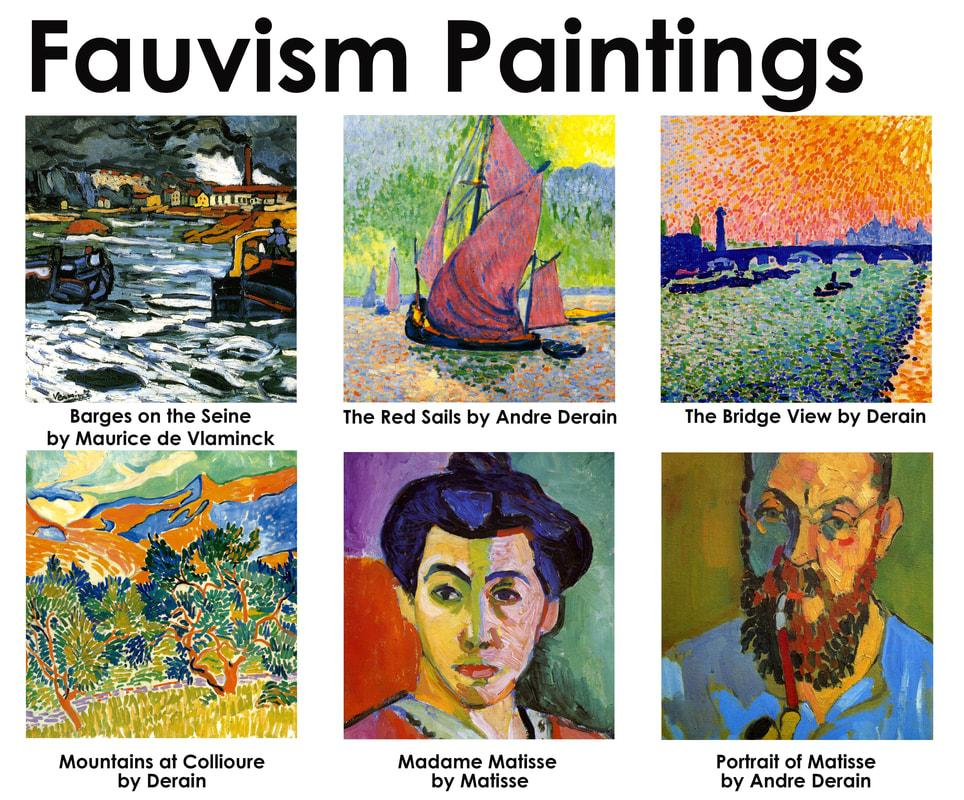 Fauvism Paintings
Barges on the Seine
by Maurice de Vlaminck
The Red Sails by Andre Derain
The Bridge View by Derain
Mountains at Collioure
by Derain
Madame Matisse
by Matisse
Portrait of Matisse
by Andre Derain